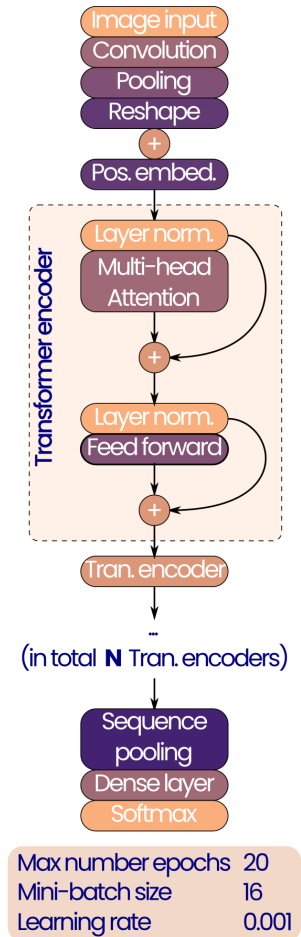 Image input
Convolution
Pooling
Reshape
+
Pos. embed.
Transformer encoder
Layer norm.
Multi-head
Attention
+
Layer norm.
Feed forward
+
Tran. encoder
...
(in total N Tran. encoders)
Sequence
pooling
Dense layer
Softmax
Max number epochs 20
Mini-batch size 16
Learning rate 0.001